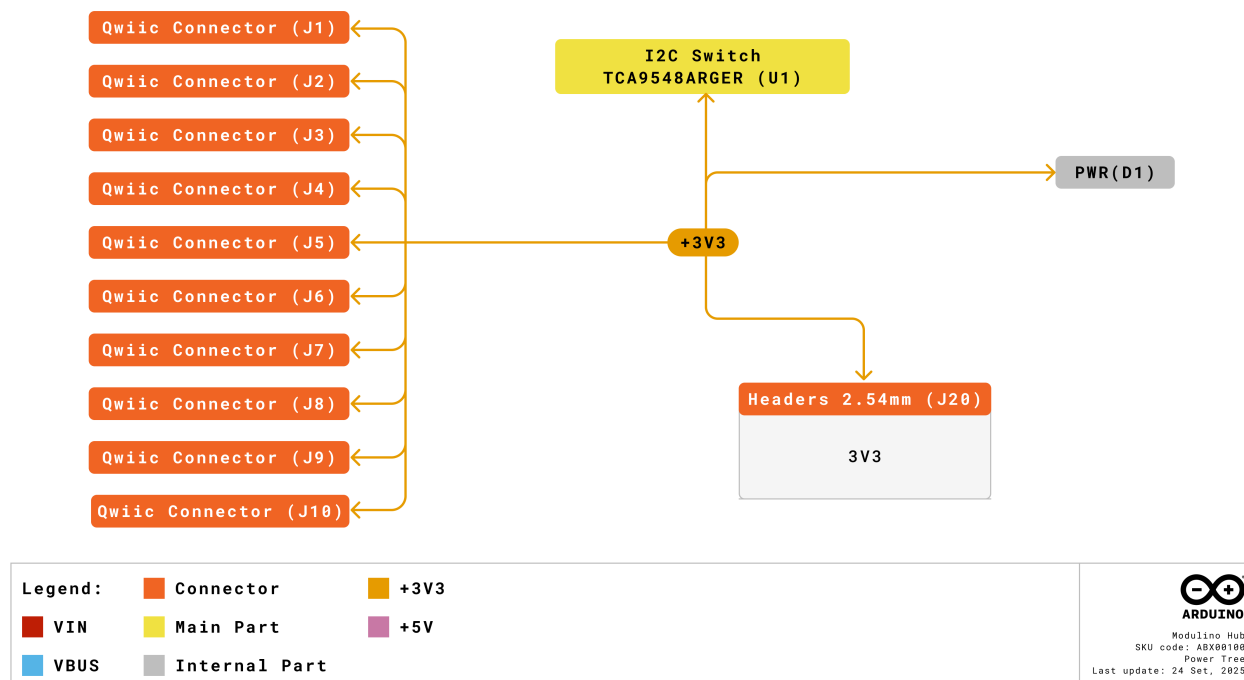 Qwiic Connector (J1)
Qwiic Connector (J2)
Qwiic Connector (J3)
Qwiic Connector (J4)
Qwiic Connector (J5)
Qwiic Connector (J6)
Qwiic Connector (J7)
Qwiic Connector (J8)
Qwiic Connector (J9)
Qwiic Connector (J10)
I2C Switch
TCA9548ARGER (U1)
PWR(D1)
+3V3
Headers 2.54mm (J20)
3V3
Legend:
VIN
VBUS
Connector
Main Part
Internal Part
+3V3
+5V
ARDUINO
Modulino Hub
SKU code: ABX00100
Power Tree
Last update: 24 Set, 2025